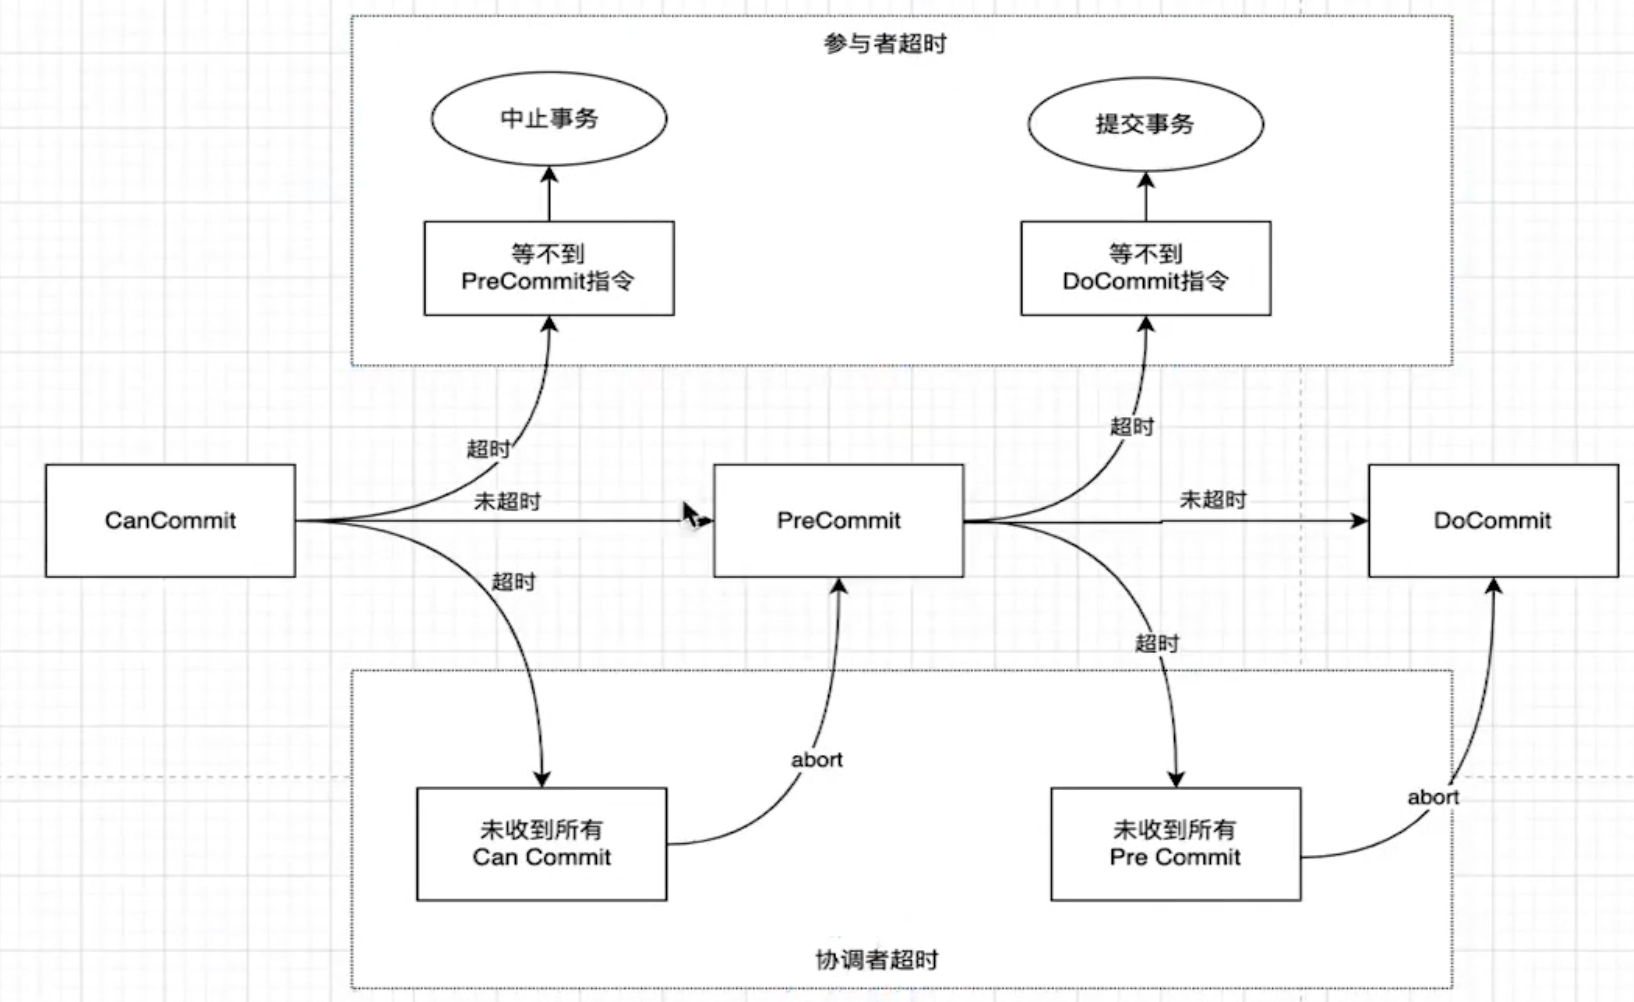 参与者超时
中止事务
提交事务
等不到
PreCommit指令
等不到
DoCommit指令
超时
超时
未超时
未超时
CanCommit
PreCommit
DoCommit
超时
超时
abort
abort
未收到所有
Can Commit
未收到所有
Pre Commit
协调者超时